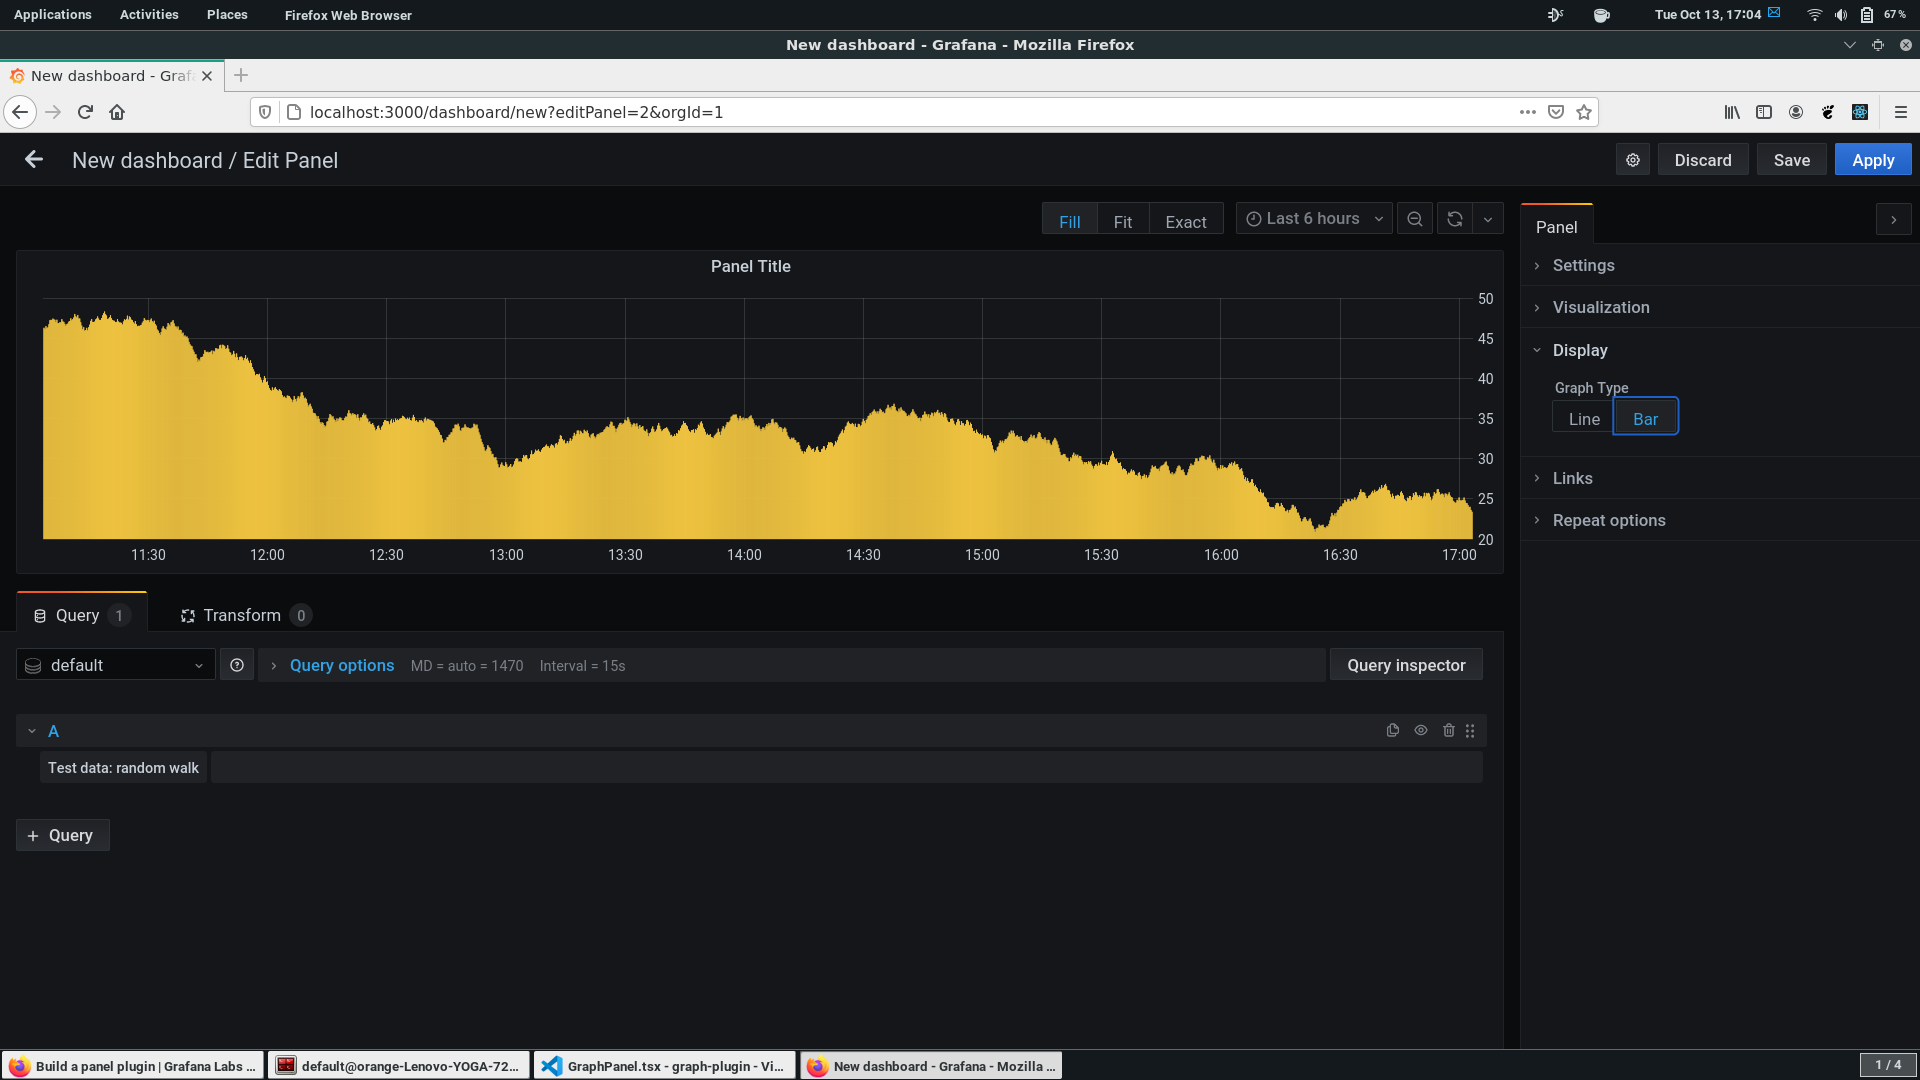 Applications Activities Places Firefox Web Browser Tue Oct 13, 17:04 67%
New dashboard - Grafana - Mozilla Firefox
New dashboard - Graf
localhost:3000/dashboard/new?editPanel=2&orgId=1
New dashboard / Edit Panel Discard Save Apply
Fill Fit Exact Last 6 hours
Panel
Settings
Visualization
Display
Graph Type
Line Bar
Links
Repeat options
Panel Title
50
45
40
35
30
25
20
11:30 12:00 12:30 13:00 13:30 14:00 14:30 15:00 15:30 16:00 16:30 17:00
Query 1 Transform 0
default Query options MD = auto = 1470 Interval = 15s Query inspector
A
Test data: random walk
+ Query
Build a panel plugin | Grafana Labs ... default@orange-Lenovo-YOGA-72... GraphPanel.tsx - graph-plugin - Vi... New dashboard - Grafana - Mozilla ... 1 / 4